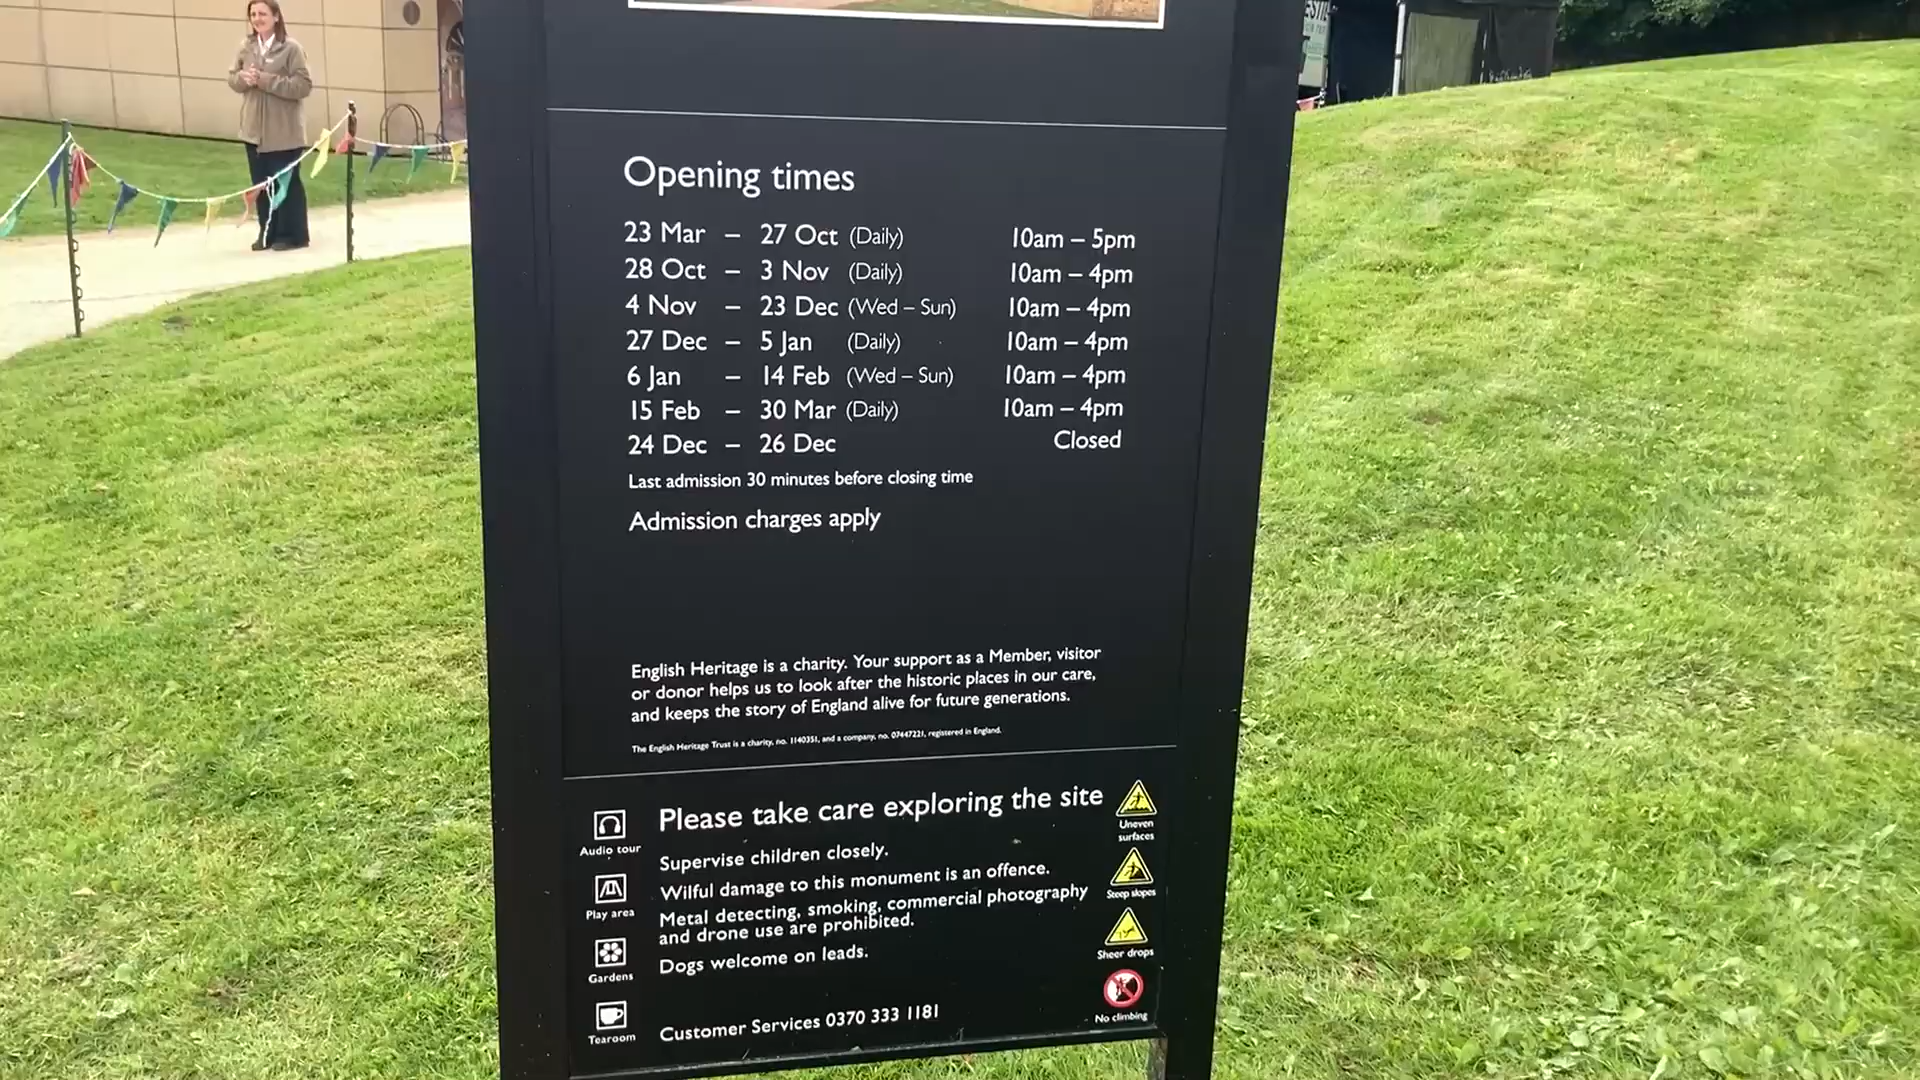 Opening times
23 Mar – 27 Oct (Daily) 10am – 5pm
28 Oct – 3 Nov (Daily) 10am – 4pm
4 Nov – 23 Dec (Wed – Sun) 10am – 4pm
27 Dec – 5 Jan (Daily) 10am – 4pm
6 Jan – 14 Feb (Wed – Sun) 10am – 4pm
15 Feb – 30 Mar (Daily) 10am – 4pm
24 Dec – 26 Dec Closed
Last admission 30 minutes before closing time
Admission charges apply
English Heritage is a charity. Your support as a Member, visitor
or donor helps us to look after the historic places in our care,
and keeps the story of England alive for future generations.
The English Heritage Trust is a charity, no. 1140351, and a company, no. 07447221, registered in England.
Please take care exploring the site
Supervise children closely.
Wilful damage to this monument is an offence.
Metal detecting, smoking, commercial photography
and drone use are prohibited.
Dogs welcome on leads.
Customer Services 0370 333 1181
Audio tour
Play area
Gardens
Tearoom
Uneven
surfaces
Steep slopes
Sheer drops
No climbing